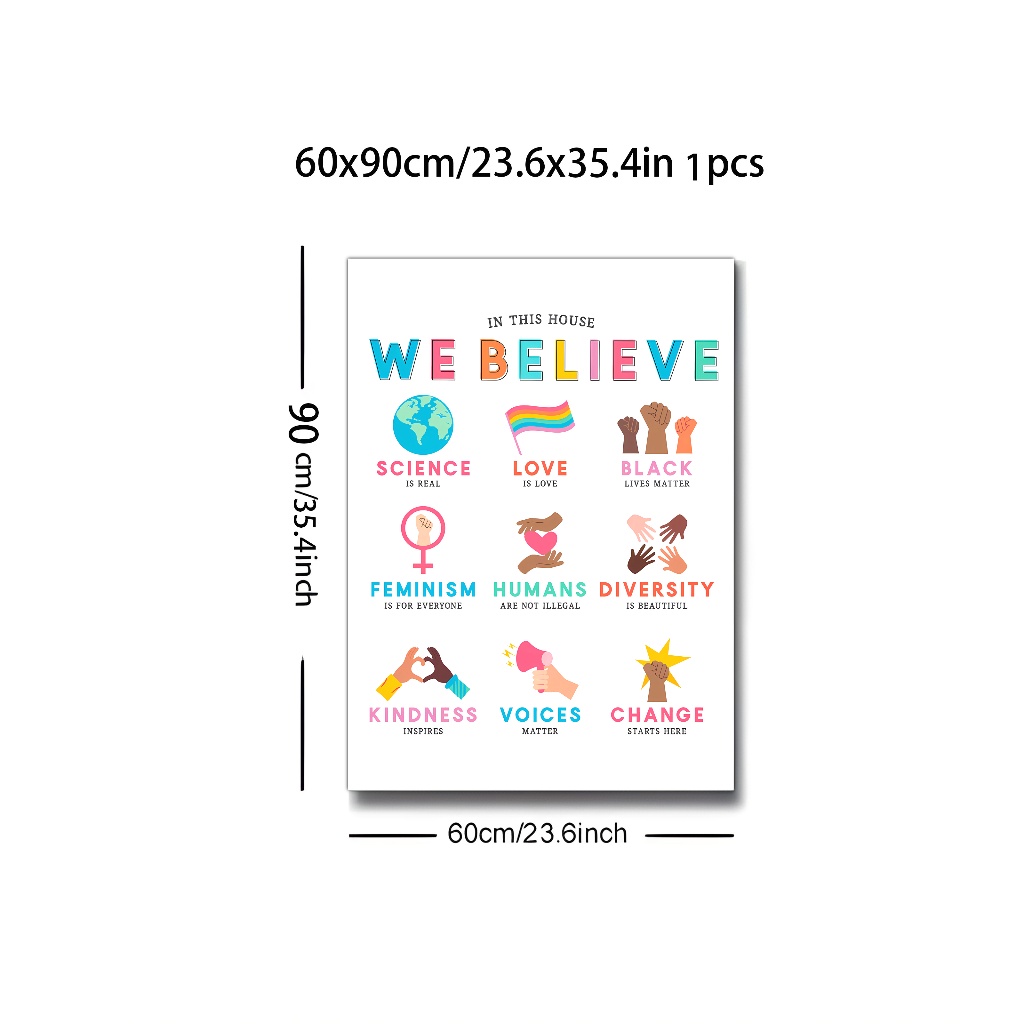 60x90cm/23.6x35.4in 1pcs
90 cm/35.4inch
IN THIS HOUSE
WE BELIEVE
SCIENCE
IS REAL
LOVE
IS LOVE
BLACK
LIVES MATTER
FEMINISM
IS FOR EVERYONE
HUMANS
ARE NOT ILLEGAL
DIVERSITY
IS BEAUTIFUL
KINDNESS
INSPIRES
VOICES
MATTER
CHANGE
STARTS HERE
60cm/23.6inch